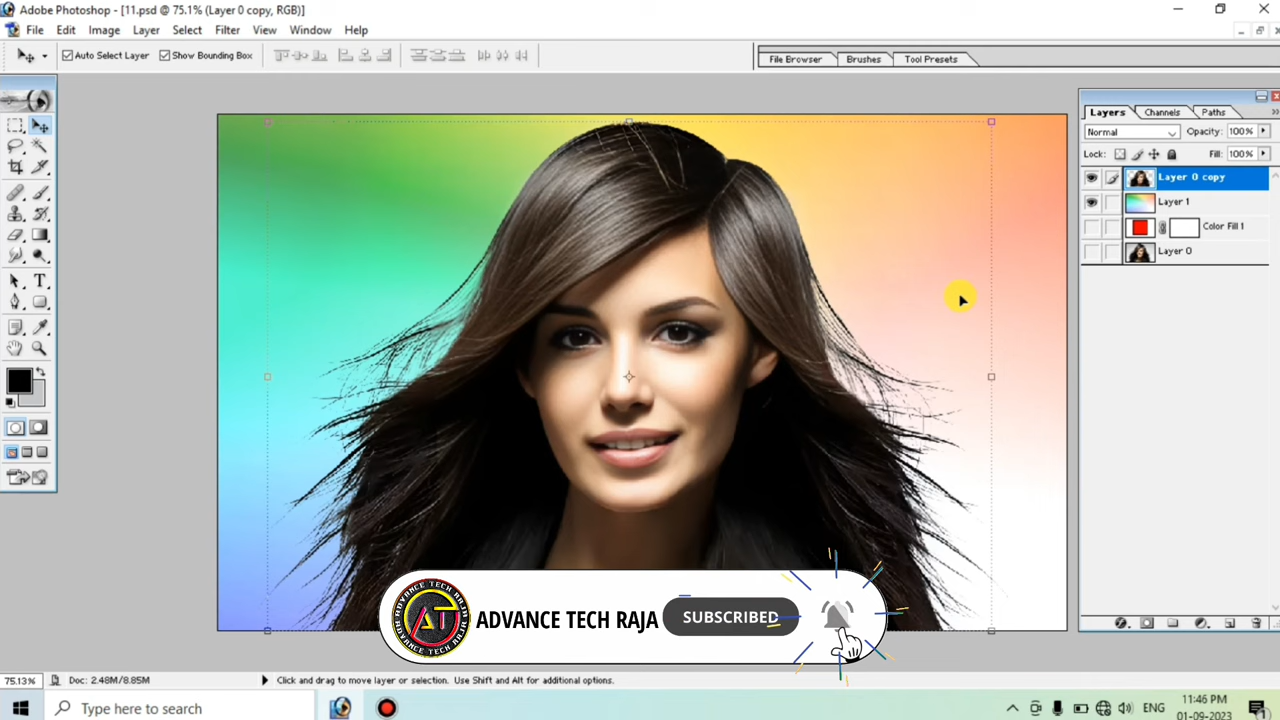 Adobe Photoshop - [11.psd @ 75.1% (Layer 0 copy, RGB)]
File Edit Image Layer Select Filter View Window Help
Auto Select Layer Show Bounding Box
File Browser Brushes Tool Presets
Layers Channels Paths
Normal Opacity: 100%
Lock: Fill: 100%
Layer 0 copy
Layer 1
Color Fill 1
Layer 0
T
ADVANCE TECH RAJA
AT
ADVANCE TECH RAJA SUBSCRIBED
75.13% Doc: 2.48M/8.85M Click and drag to move layer or selection. Use Shift and Alt for additional options.
Type here to search
ENG
11:46 PM
01-09-2023